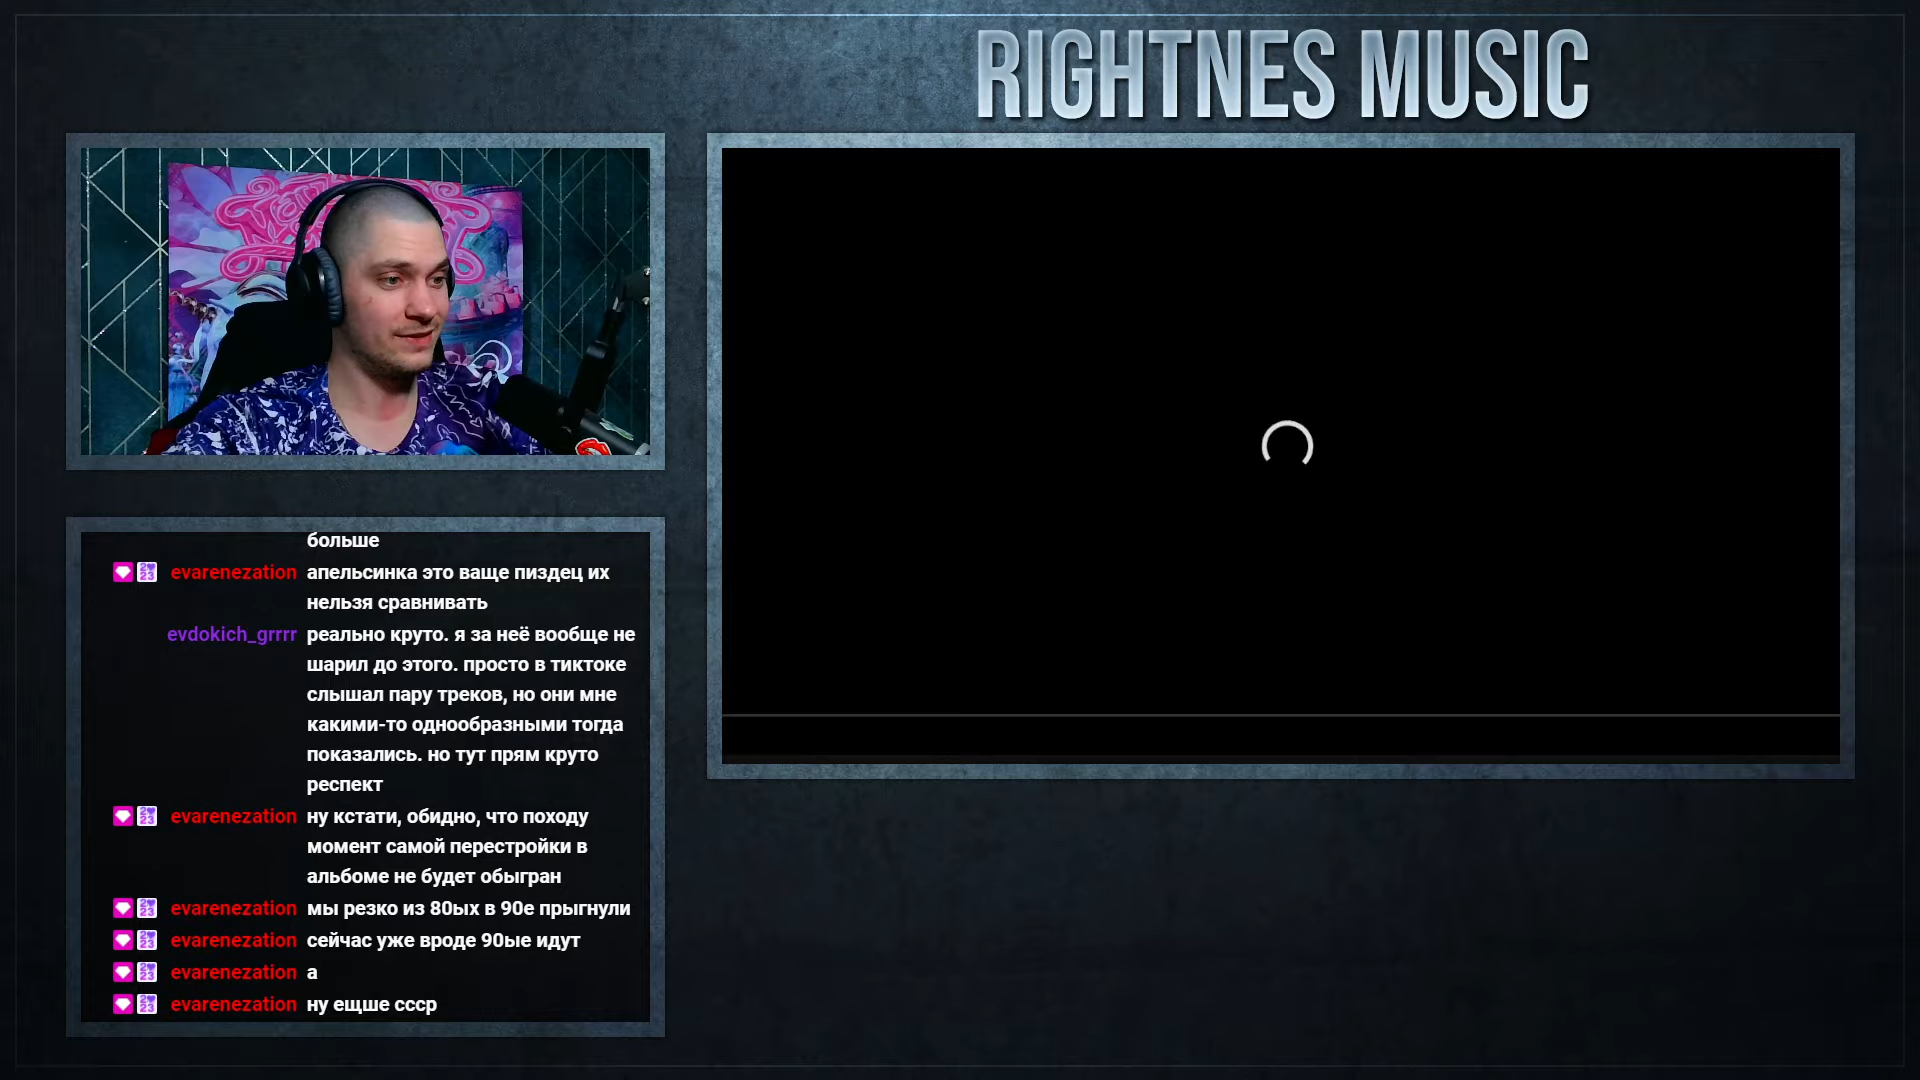 RIGHTNES MUSIC
больше
evarenezation апельсинка это ваще пиздец их
нельзя сравнивать
evdokich_grrrr реально круто. я за неё вообще не
шарил до этого. просто в тиктоке
слышал пару треков, но они мне
какими-то однообразными тогда
показались. но тут прям круто
респект
evarenezation ну кстати, обидно, что походу
момент самой перестройки в
альбоме не будет обыгран
evarenezation мы резко из 80ых в 90е прыгнули
evarenezation сейчас уже вроде 90ые идут
evarenezation а
evarenezation ну ещше ссср